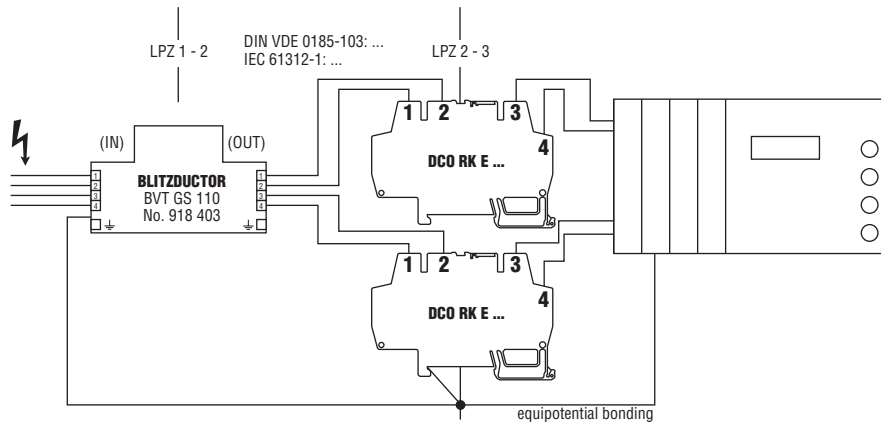 LPZ 1 - 2
DIN VDE 0185-103: ...
IEC 61312-1: ...
LPZ 2 - 3
(IN)
(OUT)
BLITZDUCTOR
BVT GS 110
No. 918 403
1
2
3
4
1
2
3
4
1
2
3
4
DCO RK E ...
1
2
3
4
DCO RK E ...
equipotential bonding